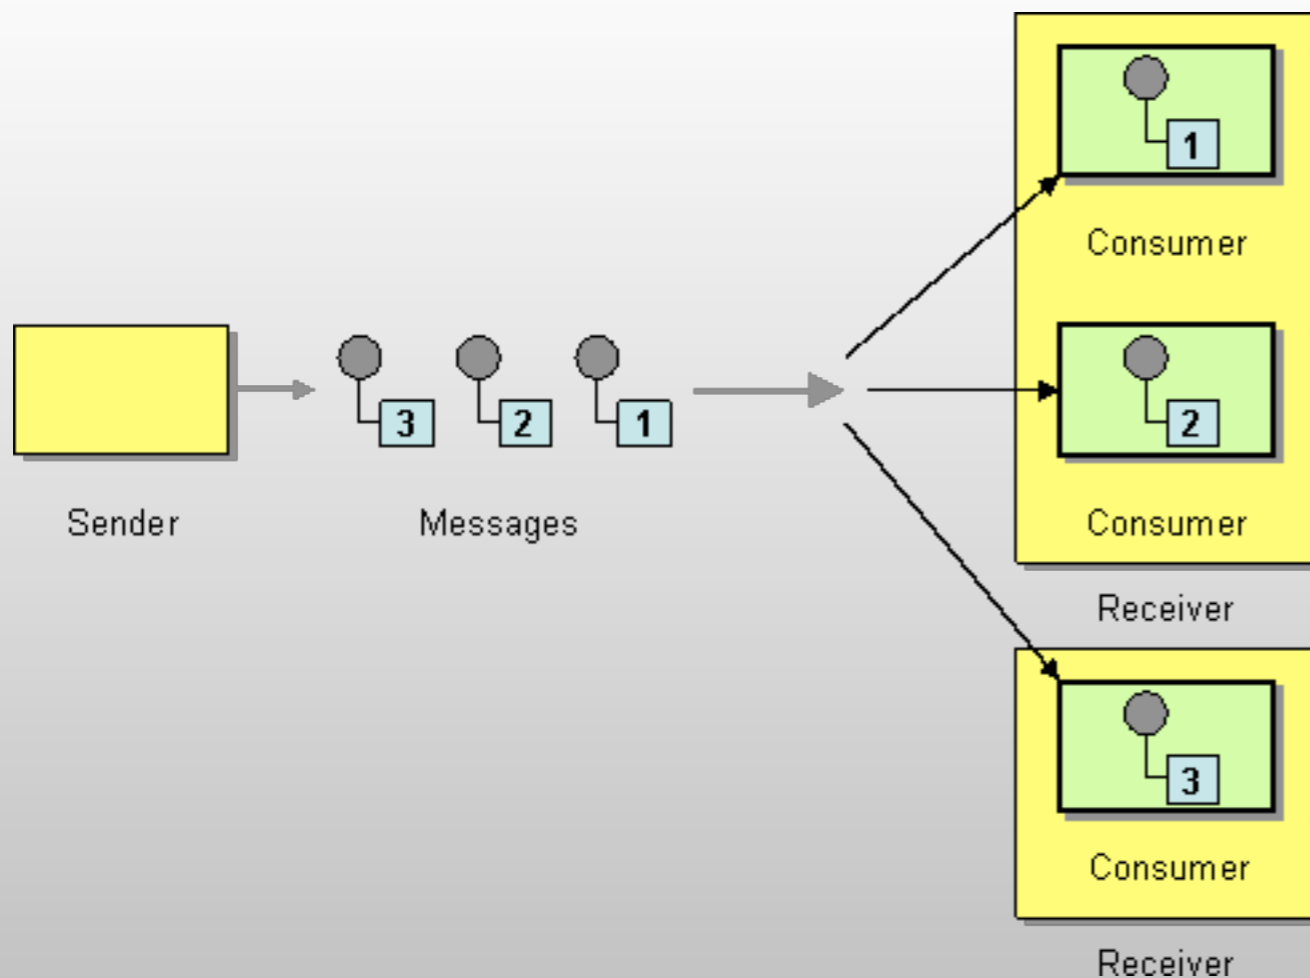 1
Consumer
3 2 1
2
Sender
Messages
Consumer
Receiver
3
Consumer
Receiver